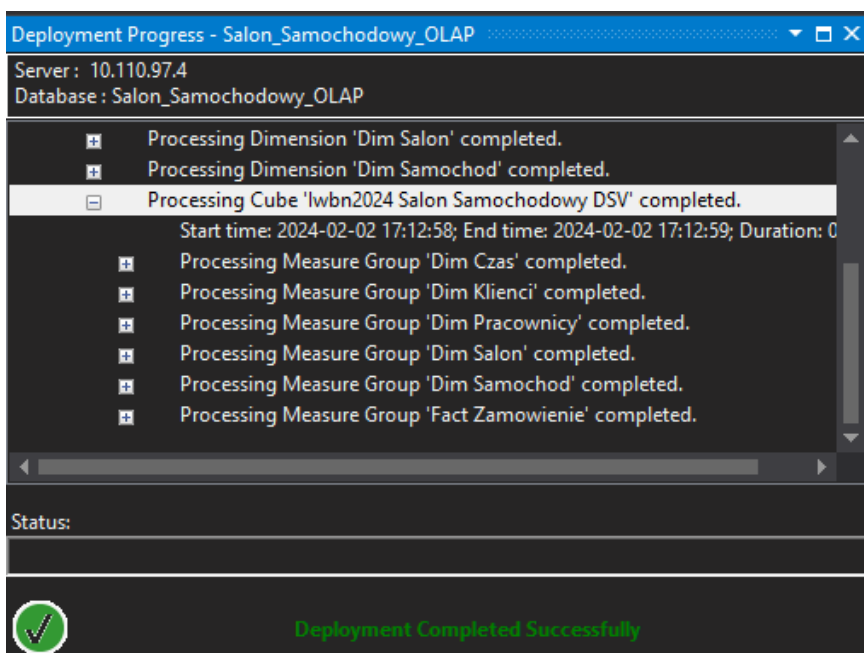 Deployment Progress - Salon_Samochodowy_OLAP
Server : 10.110.97.4
Database : Salon_Samochodowy_OLAP
Processing Dimension 'Dim Salon' completed.
Processing Dimension 'Dim Samochod' completed.
Processing Cube 'lwbn2024 Salon Samochodowy DSV' completed.
Start time: 2024-02-02 17:12:58; End time: 2024-02-02 17:12:59; Duration: 0
Processing Measure Group 'Dim Czas' completed.
Processing Measure Group 'Dim Klienci' completed.
Processing Measure Group 'Dim Pracownicy' completed.
Processing Measure Group 'Dim Salon' completed.
Processing Measure Group 'Dim Samochod' completed.
Processing Measure Group 'Fact Zamowienie' completed.
Status:
Deployment Completed Successfully